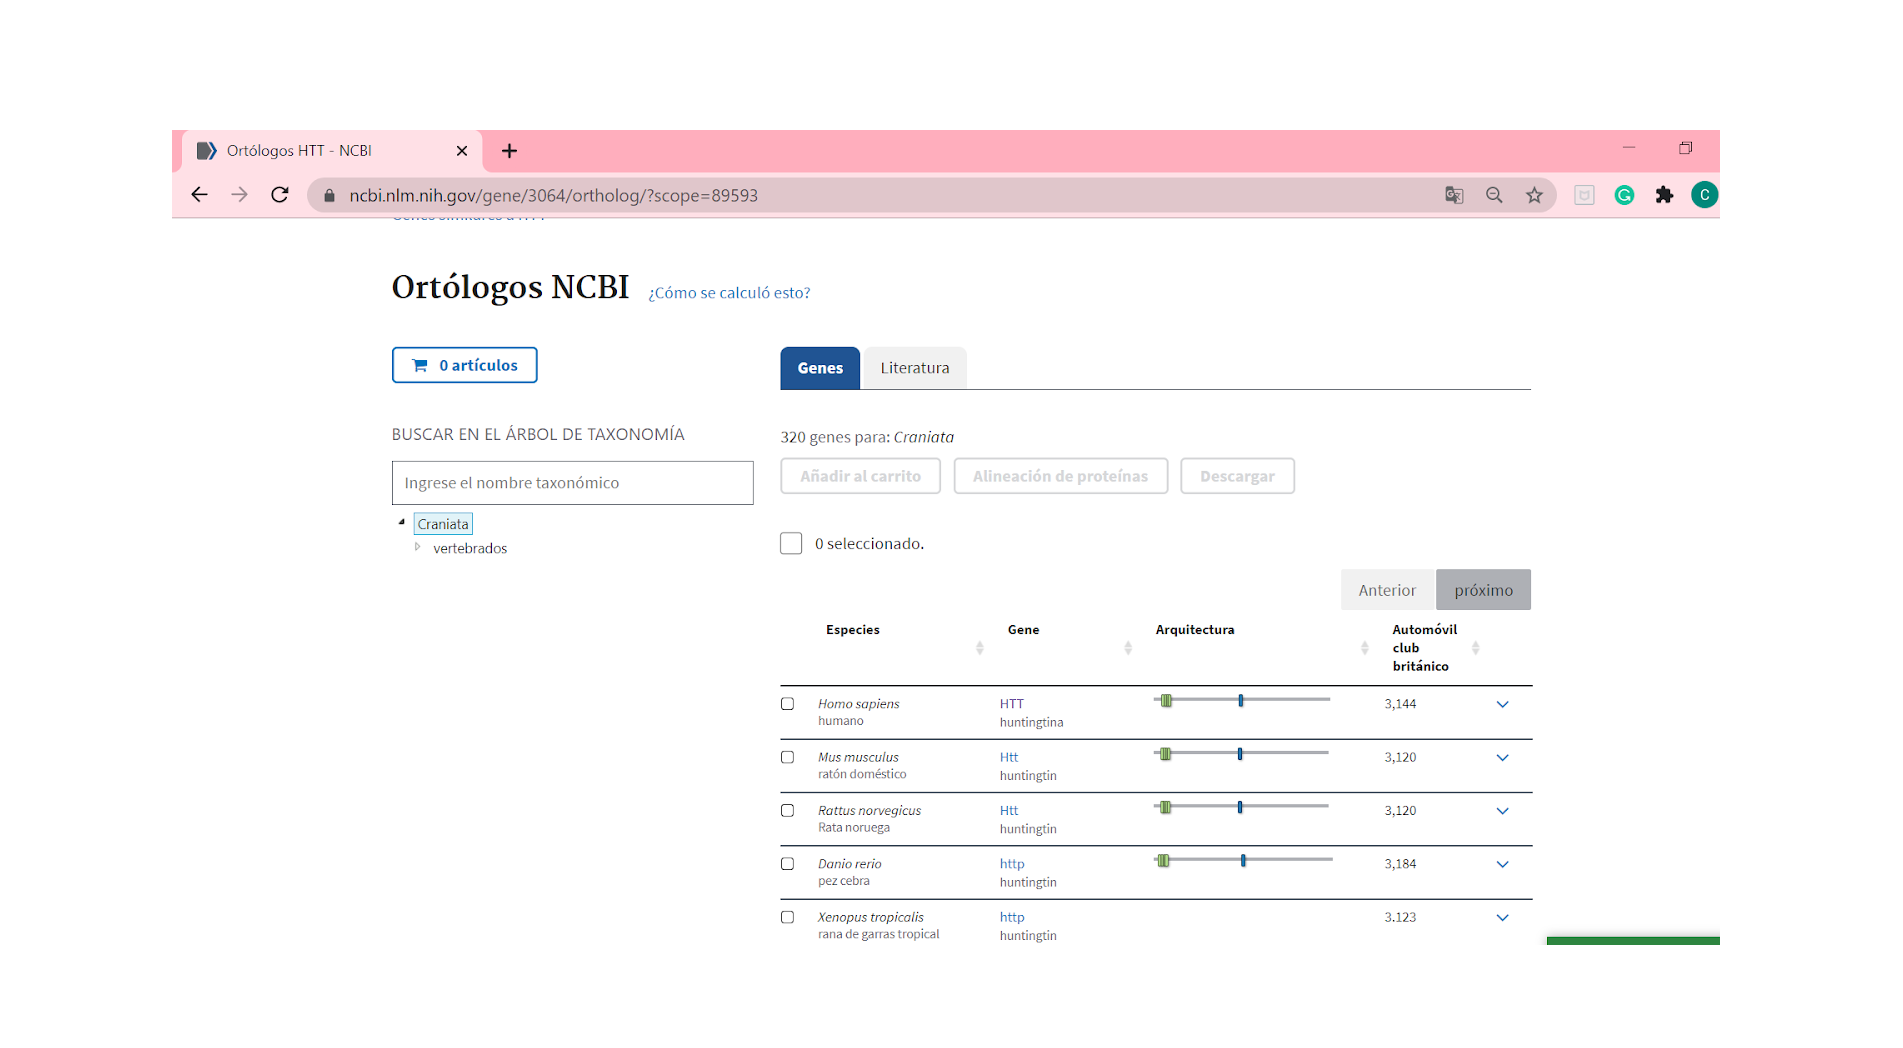 Ortólogos HTT - NCBI
ncbi.nlm.nih.gov/gene/3064/ortholog/?scope=89593
C
Ortólogos NCBI ¿Cómo se calculó esto?
0 artículos
Genes Literatura
BUSCAR EN EL ÁRBOL DE TAXONOMÍA
Ingrese el nombre taxonómico
Craniata
vertebrados
320 genes para: Craniata
Añadir al carrito Alineación de proteínas Descargar
0 seleccionado.
Anterior próximo
Especies Gene Arquitectura Automóvil
club
británico
Homo sapiens HTT 3,144
humano huntingtina
Mus musculus Htt 3,120
ratón doméstico huntingtin
Rattus norvegicus Htt 3,120
Rata noruega huntingtin
Danio rerio http 3,184
pez cebra huntingtin
Xenopus tropicalis http 3.123
rana de garras tropical huntingtin